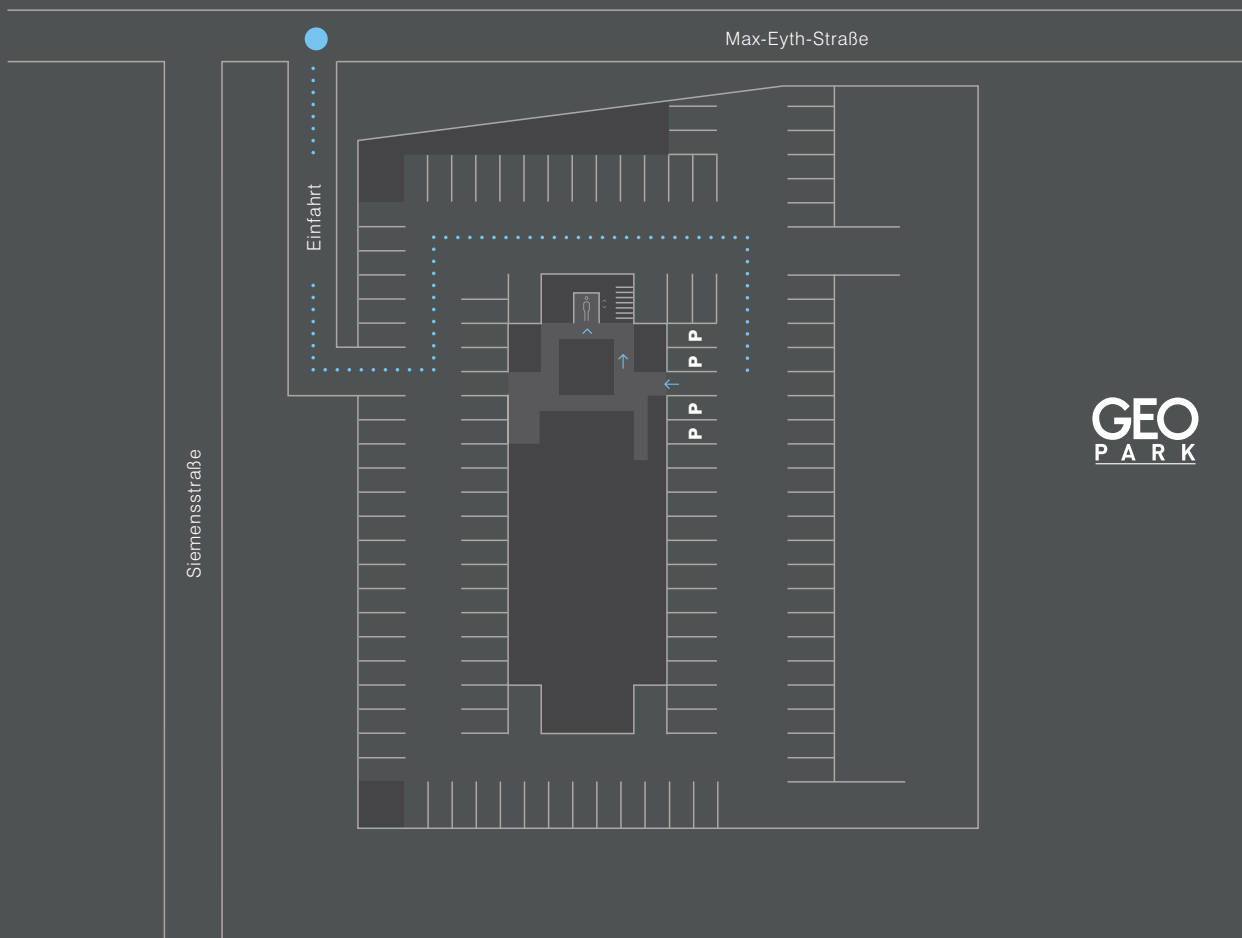 Max-Eyth-Straße
Einfahrt
P
P
P
P
GEO
PARK
Siemensstraße